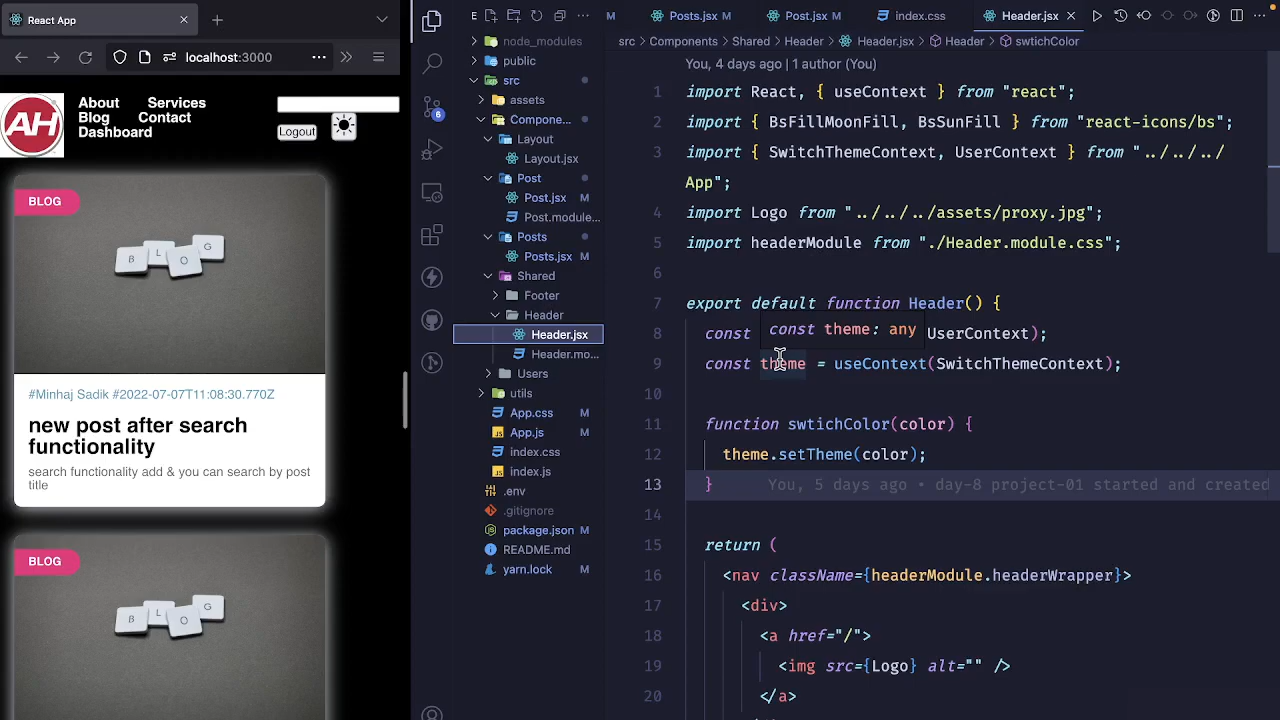 React App
localhost:3000
AH
About Services
Blog Contact
Dashboard
Logout
BLOG
B L O G
#Minhaj Sadik #2022-07-07T11:08:30.770Z
new post after search
functionality
search functionality add & you can search by post
title
BLOG
B L O G
E
node_modules
public
src
assets
Compone...
Layout
Layout.jsx
Post
Post.jsx M
Post.module...
Posts
Posts.jsx M
Shared
Footer
Header
Header.jsx
Header.mo...
Users
utils
App.css M
App.js M
index.css
index.js
.env
.gitignore
package.json M
README.md
yarn.lock
6
M Posts.jsx M Post.jsx M index.css Header.jsx
src > Components > Shared > Header > Header.jsx > Header > swtichColor
You, 4 days ago | 1 author (You)
1 import React, { useContext } from "react";
2 import { BsFillMoonFill, BsSunFill } from "react-icons/bs";
3 import { SwitchThemeContext, UserContext } from "../../../
App";
4 import Logo from "../../../assets/proxy.jpg";
5 import headerModule from "./Header.module.css";
6
7 export default function Header() {
const theme: any
8 const UserContext);
9 const theme = useContext(SwitchThemeContext);
10
11 function swtichColor(color) {
12 theme.setTheme(color);
13 } You, 5 days ago • day-8 project-01 started and created
14
15 return (
16 <nav className={headerModule.headerWrapper}>
17 <div>
18 <a href="/">
19 <img src={Logo} alt="" />
20 </a>